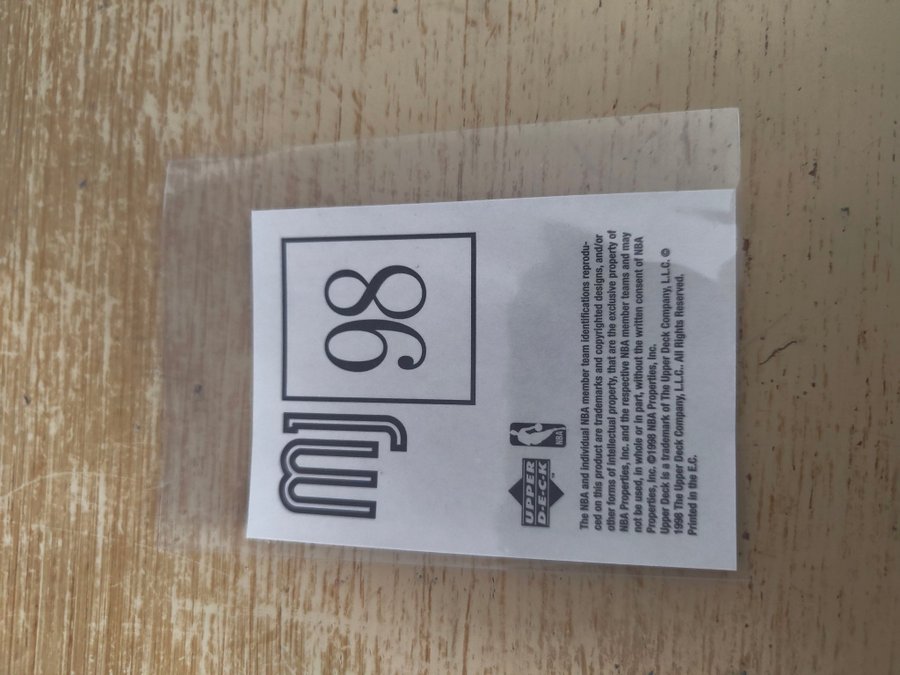 MJ 98
UPPER
D·E·C·K
NBA
The NBA and individual NBA member team identifications reprodu-
ced on this product are trademarks and copyrighted designs, and/or
other forms of intellectual property, that are the exclusive property of
NBA Properties, Inc. and the respective NBA member teams and may
not be used, in whole or in part, without the written consent of NBA
Properties, Inc. ©1998 NBA Properties, Inc.
Upper Deck is a trademark of The Upper Deck Company, L.L.C. ©
1998 The Upper Deck Company, L.L.C.. All Rights Reserved.
Printed in the E.C.